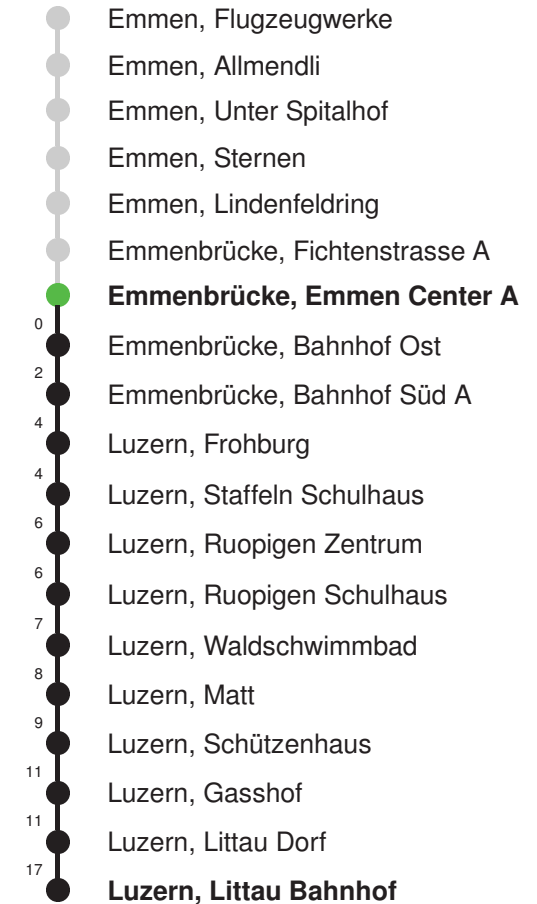 Emmen, Flugzeugwerke
Emmen, Allmendli
Emmen, Unter Spitalhof
Emmen, Sternen
Emmen, Lindenfeldring
Emmenbrücke, Fichtenstrasse A
Emmenbrücke, Emmen Center A
0
Emmenbrücke, Bahnhof Ost
2
Emmenbrücke, Bahnhof Süd A
4
Luzern, Frohburg
4
Luzern, Staffeln Schulhaus
6
Luzern, Ruopigen Zentrum
6
Luzern, Ruopigen Schulhaus
7
Luzern, Waldschwimmbad
8
Luzern, Matt
9
Luzern, Schützenhaus
11
Luzern, Gasshof
11
Luzern, Littau Dorf
17
Luzern, Littau Bahnhof